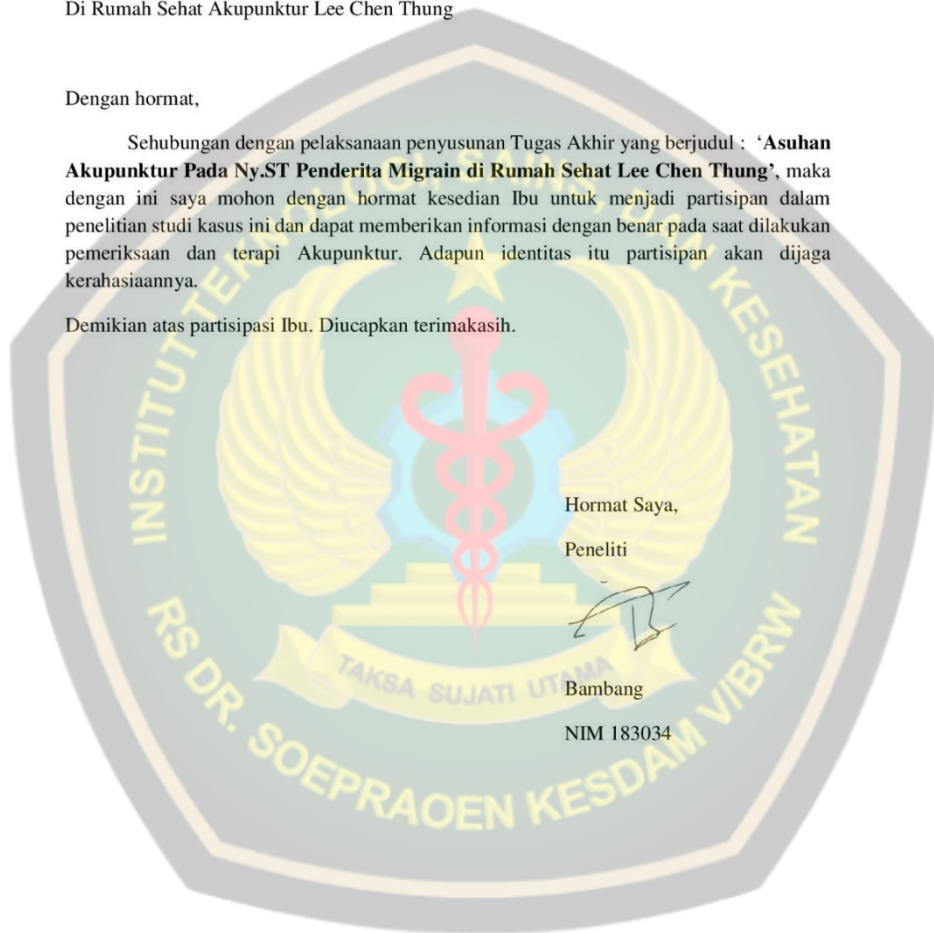 Di Rumah Sehat Akupunktur Lee Chen Thung
Dengan hormat,
Sehubungan dengan pelaksanaan penyusunan Tugas Akhir yang berjudul : ‘Asuhan
Akupunktur Pada Ny.ST Penderita Migrain di Rumah Sehat Lee Chen Thung’, maka
dengan ini saya mohon dengan hormat kesedian Ibu untuk menjadi partisipan dalam
penelitian studi kasus ini dan dapat memberikan informasi dengan benar pada saat dilakukan
pemeriksaan dan terapi Akupunktur. Adapun identitas itu partisipan akan dijaga
kerahasiaannya.
Demikian atas partisipasi Ibu. Diucapkan terimakasih.
Hormat Saya,
Peneliti
Bambang
NIM 183034
INSTITUT TEKNOLOGI, SAINS, DAN KESEHATAN
RS DR. SOEPRAOEN KESDAM V/BRW
TAKSA SUJATI UTAMA